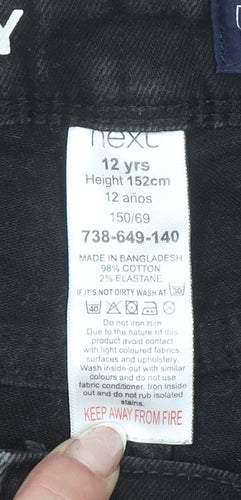 Y
next
12 yrs
Height 152cm
12 años
150/69
738-649-140
MADE IN BANGLADESH
98% COTTON
2% ELASTANE
IF IT'S NOT DIRTY WASH AT 30
40
Do not iron trim
Due to the nature of this
product avoid contact
with light coloured fabrics,
surfaces and upholstery.
Wash inside out with similar
colours and do not use
fabric conditioner. Iron inside
out and do not rub isolated
stains.
KEEP AWAY FROM FIRE